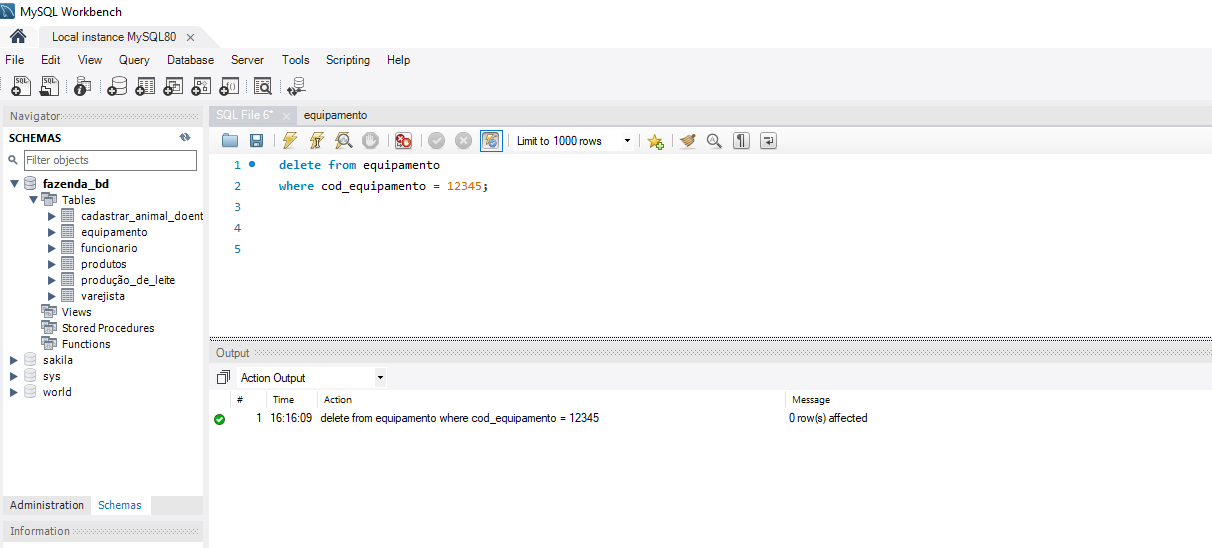 MySQL Workbench
Local instance MySQL80
File Edit View Query Database Server Tools Scripting Help
Navigator
SCHEMAS
Filter objects
fazenda_bd
Tables
cadastrar_animal_doent
equipamento
funcionario
produtos
produção_de_leite
varejista
Views
Stored Procedures
Functions
sakila
sys
world
Administration Schemas
Information
SQL File 6* equipamento
Limit to 1000 rows
1 delete from equipamento
2 where cod_equipamento = 12345;
3
4
5
Output
Action Output
# Time Action Message
1 16:16:09 delete from equipamento where cod_equipamento = 12345 0 row(s) affected